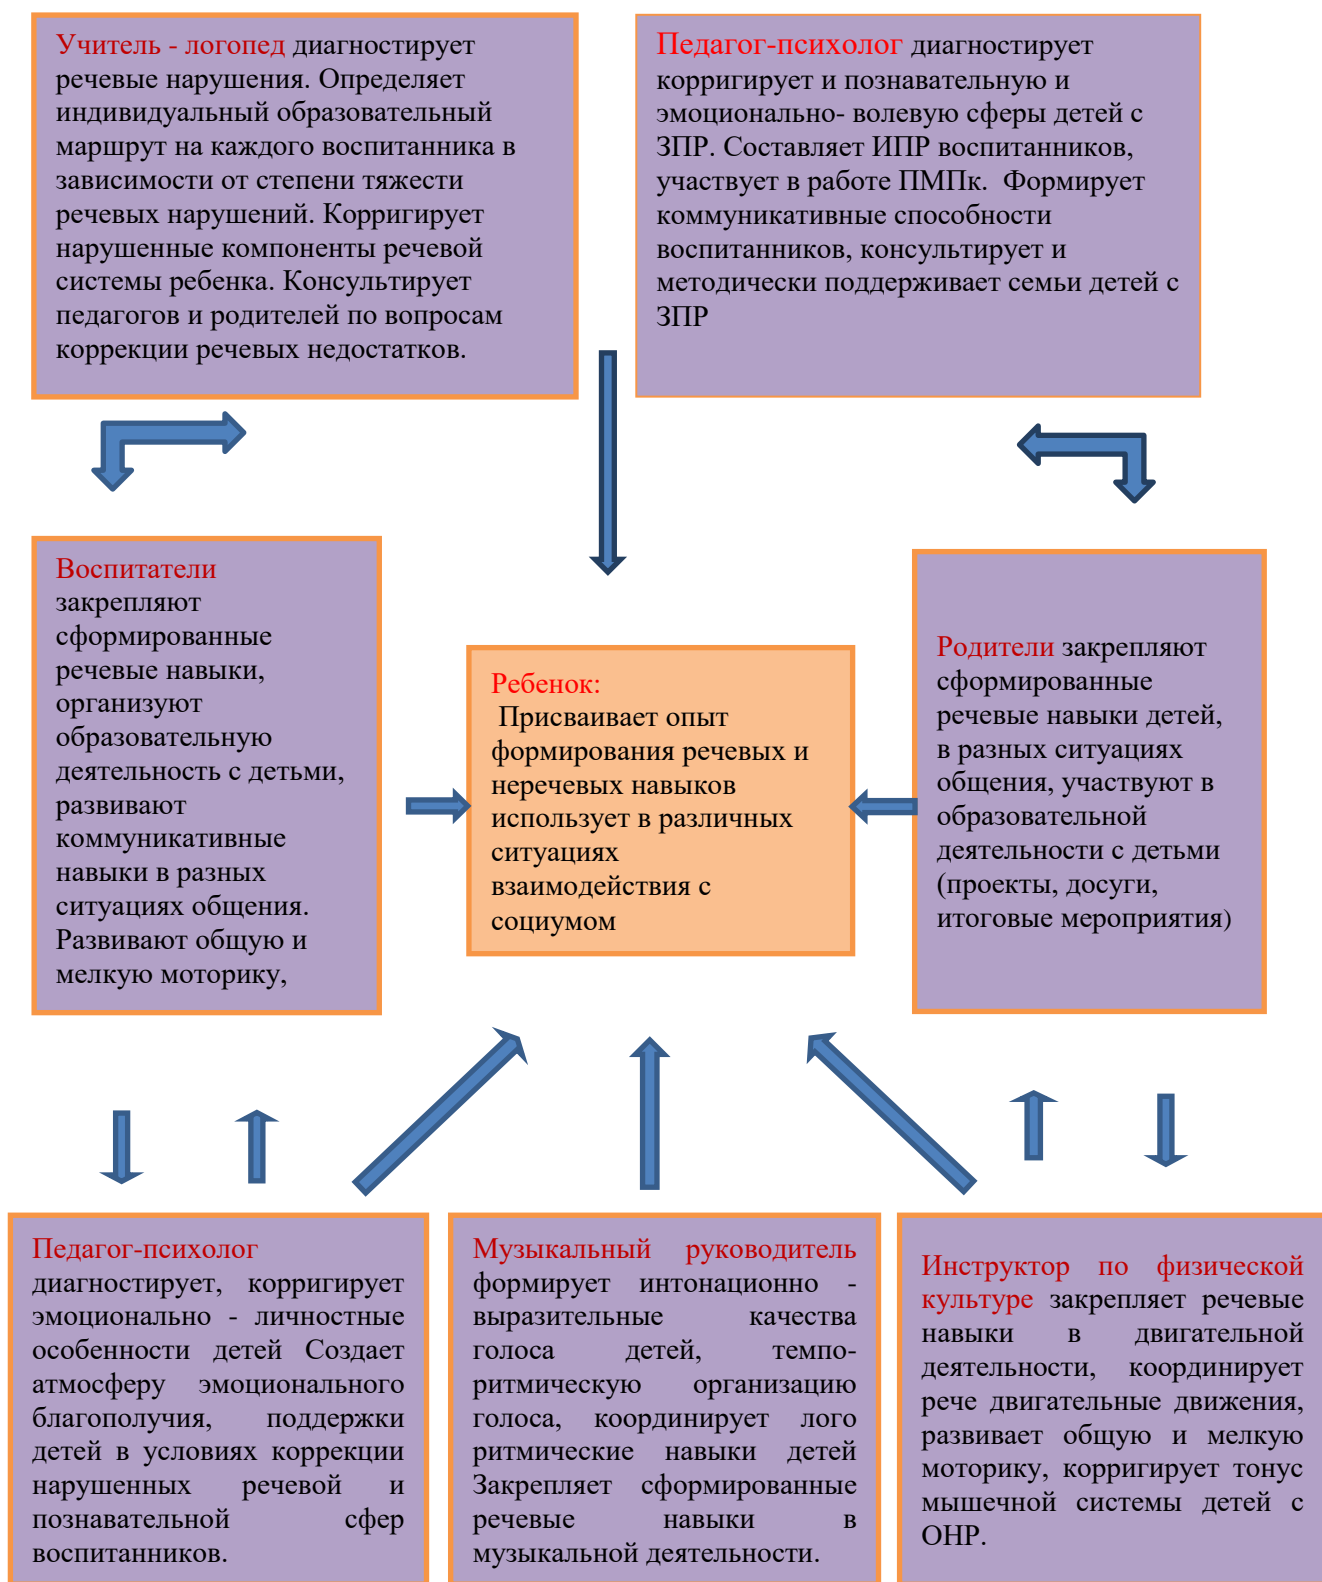 Учитель - логопед диагностирует
речевые нарушения. Определяет
индивидуальный образовательный
маршрут на каждого воспитанника в
зависимости от степени тяжести
речевых нарушений. Корригирует
нарушенные компоненты речевой
системы ребенка. Консультирует
педагогов и родителей по вопросам
коррекции речевых недостатков.
Педагог-психолог диагностирует
корригирует и познавательную и
эмоционально- волевую сферы детей с
ЗПР. Составляет ИПР воспитанников,
участвует в работе ПМПк. Формирует
коммуникативные способности
воспитанников, консультирует и
методически поддерживает семьи детей с
ЗПР
Воспитатели
закрепляют
сформированные
речевые навыки,
организуют
образовательную
деятельность с детьми,
развивают
коммуникативные
навыки в разных
ситуациях общения.
Развивают общую и
мелкую моторику,
Ребенок:
Присваивает опыт
формирования речевых и
неречевых навыков
использует в различных
ситуациях
взаимодействия с
социумом
Родители закрепляют
сформированные
речевые навыки детей,
в разных ситуациях
общения, участвуют в
образовательной
деятельности с детьми
(проекты, досуги,
итоговые мероприятия)
Педагог-психолог
диагностирует, корригирует
эмоционально - личностные
особенности детей Создает
атмосферу эмоционального
благополучия, поддержки
детей в условиях коррекции
нарушенных речевой и
познавательной сфер
воспитанников.
Музыкальный руководитель
формирует интонационно -
выразительные качества
голоса детей, темпо-
ритмическую организацию
голоса, координирует лого
ритмические навыки детей
Закрепляет сформированные
речевые навыки в
музыкальной деятельности.
Инструктор по физической
культуре закрепляет речевые
навыки в двигательной
деятельности, координирует
рече двигательные движения,
развивает общую и мелкую
моторику, корригирует тонус
мышечной системы детей с
ОНР.